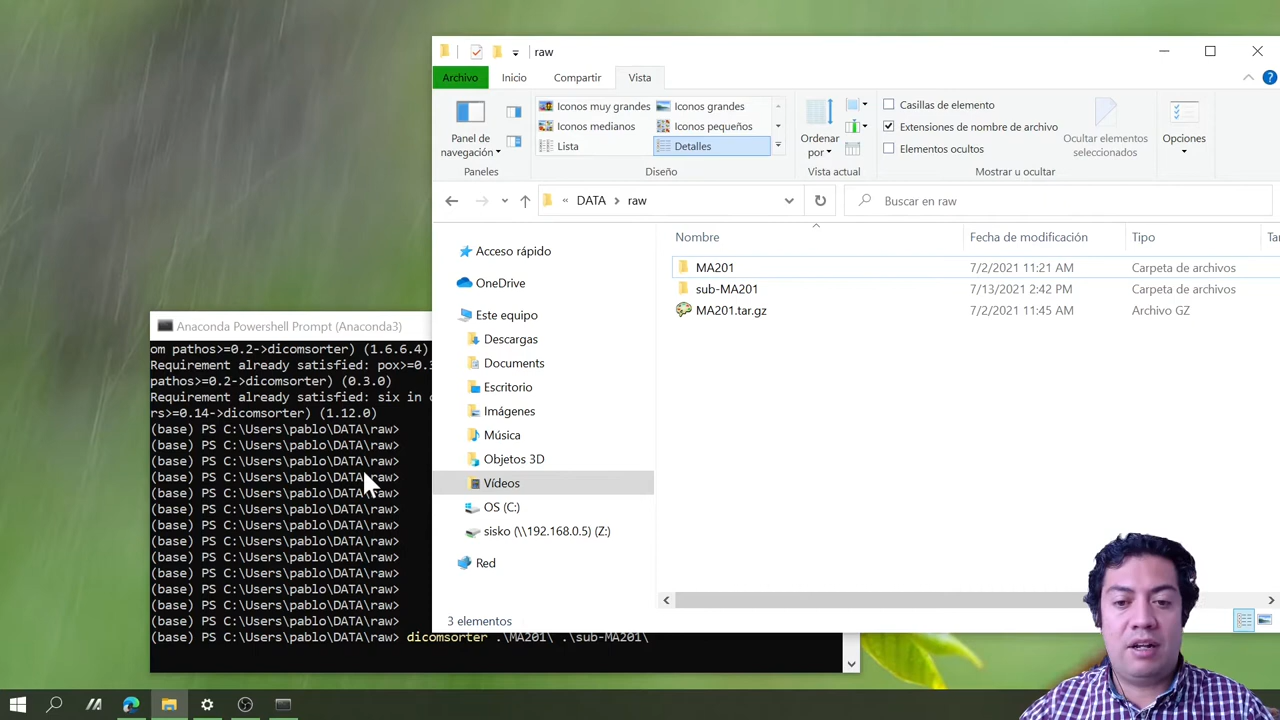 raw
Archivo
Inicio
Compartir
Vista
Panel de navegación
Iconos muy grandes
Iconos grandes
Iconos medianos
Iconos pequeños
Lista
Detalles
Ordenar por
Casillas de elemento
Extensiones de nombre de archivo
Elementos ocultos
Ocultar elementos seleccionados
Opciones
Paneles
Diseño
Vista actual
Mostrar u ocultar
« DATA > raw
Buscar en raw
Nombre
Fecha de modificación
Tipo
MA201 7/2/2021 11:21 AM Carpeta de archivos
sub-MA201 7/13/2021 2:42 PM Carpeta de archivos
MA201.tar.gz 7/2/2021 11:45 AM Archivo GZ
Acceso rápido
OneDrive
Este equipo
Descargas
Documents
Escritorio
Imágenes
Música
Objetos 3D
Vídeos
OS (C:)
sisko (\\192.168.0.5) (Z:)
Red
3 elementos
Anaconda Powershell Prompt (Anaconda3)
om pathos>=0.2->dicomsorter) (1.6.6.4)
Requirement already satisfied: pox>=0.3
pathos>=0.2->dicomsorter) (0.3.0)
Requirement already satisfied: six in
rs>=0.14->dicomsorter) (1.12.0)
(base) PS C:\Users\pablo\DATA\raw>
(base) PS C:\Users\pablo\DATA\raw>
(base) PS C:\Users\pablo\DATA\raw>
(base) PS C:\Users\pablo\DATA\raw>
(base) PS C:\Users\pablo\DATA\raw>
(base) PS C:\Users\pablo\DATA\raw>
(base) PS C:\Users\pablo\DATA\raw>
(base) PS C:\Users\pablo\DATA\raw>
(base) PS C:\Users\pablo\DATA\raw>
(base) PS C:\Users\pablo\DATA\raw>
(base) PS C:\Users\pablo\DATA\raw>
(base) PS C:\Users\pablo\DATA\raw>
(base) PS C:\Users\pablo\DATA\raw>
(base) PS C:\Users\pablo\DATA\raw> dicomsorter .\MA201\ .\sub-MA201\